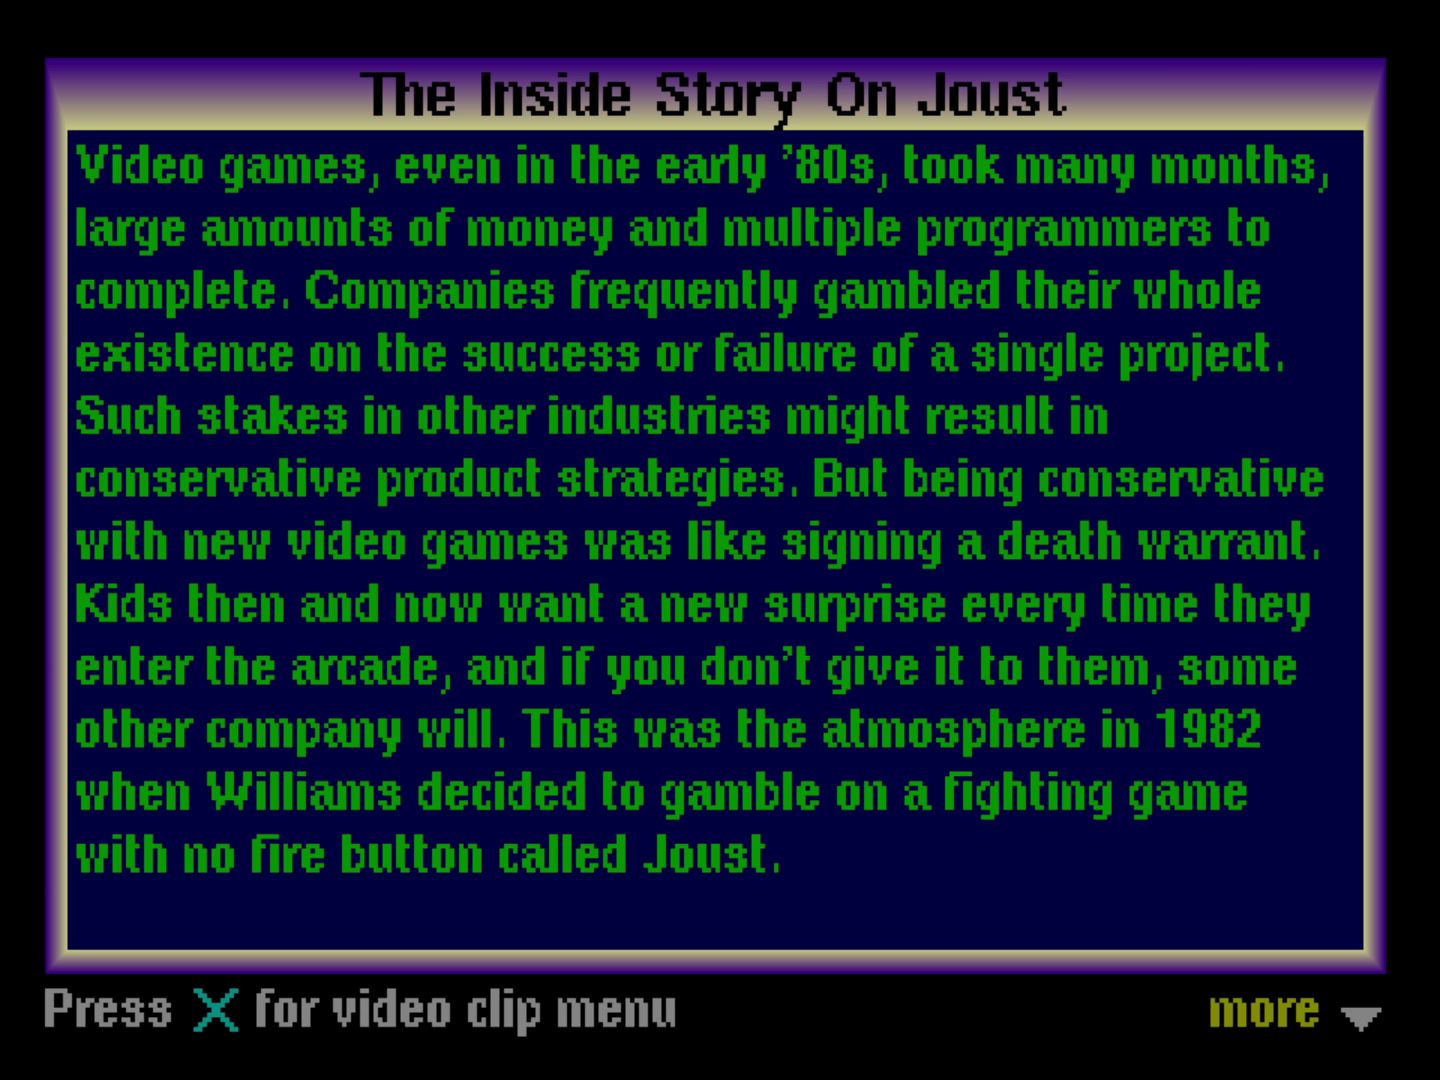 The Inside Story On Joust
Video games, even in the early '80s, took many months,
large amounts of money and multiple programmers to
complete. Companies frequently gambled their whole
existence on the success or failure of a single project.
Such stakes in other industries might result in
conservative product strategies. But being conservative
with new video games was like signing a death warrant.
Kids then and now want a new surprise every time they
enter the arcade, and if you don't give it to them, some
other company will. This was the atmosphere in 1982
when Williams decided to gamble on a fighting game
with no fire button called Joust.
Press X for video clip menu
more